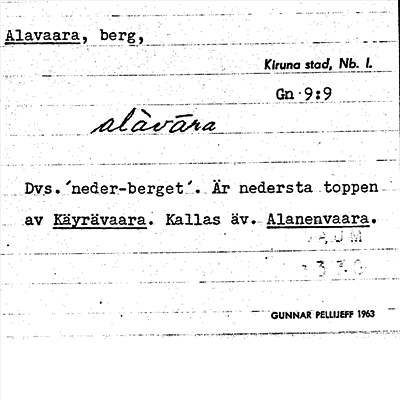 Alavaara, berg,
Kiruna stad, Nb. l.
Gn 9:9
alàvāra
Dvs. ´neder-berget´. Är nedersta toppen
av Käyrävaara. Kallas äv. Alanenvaara.
GUNNAR PELLIJEFF 1963